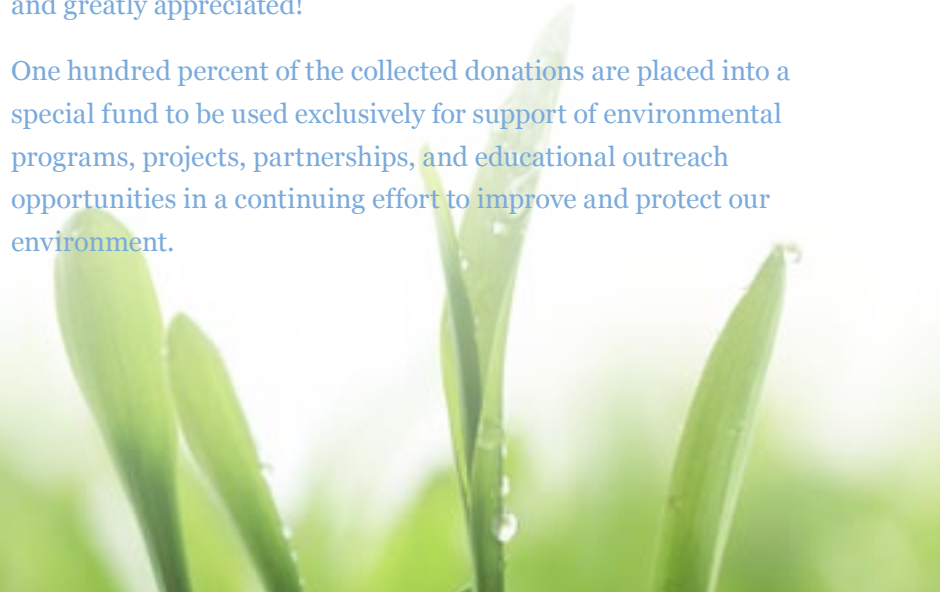 and greatly appreciated!
One hundred percent of the collected donations are placed into a
special fund to be used exclusively for support of environmental
programs, projects, partnerships, and educational outreach
opportunities in a continuing effort to improve and protect our
environment.